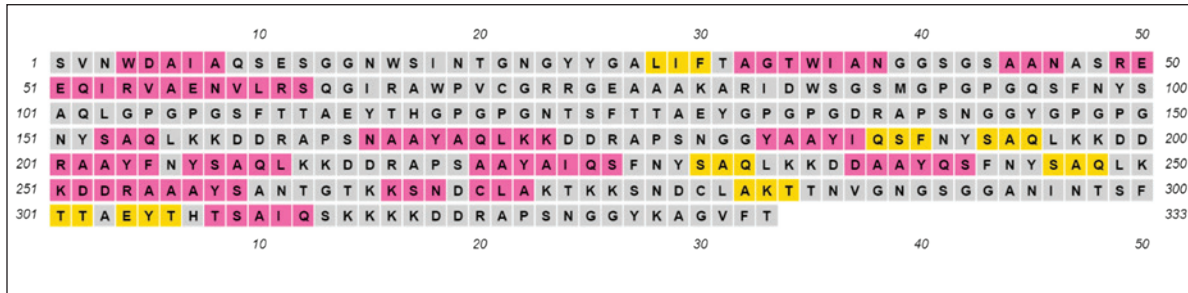 10 20 30 40 50
1 S V N W D A I A Q S E S G G N W S I N T G N G Y Y G A L I F T A G T W I A N G G S G S A A N A S R E 50
51 E Q I R V A E N V L R S Q G I R A W P V C G R R G E A A A K A R I D W S G S M G P G P G Q S F N Y S 100
101 A Q L G P G P G S F T T A E Y T H G P G P G N T S F T T A E Y G P G P G D R A P S N G G Y G P G P G 150
151 N Y S A Q L K K D D R A P S N A A Y A Q L K K D D R A P S N G G Y A A Y I Q S F N Y S A Q L K K D D 200
201 R A A Y F N Y S A Q L K K D D R A P S A A Y A I Q S F N Y S A Q L K K D D A A Y Q S F N Y S A Q L K 250
251 K D D R A A A Y S A N T G T K K S N D C L A K T K K S N D C L A K T T N V G N G S G G A N I N T S F 300
301 T T A E Y T H T S A I Q S K K K K D D R A P S N G G Y K A G V F T 333
10 20 30 40 50